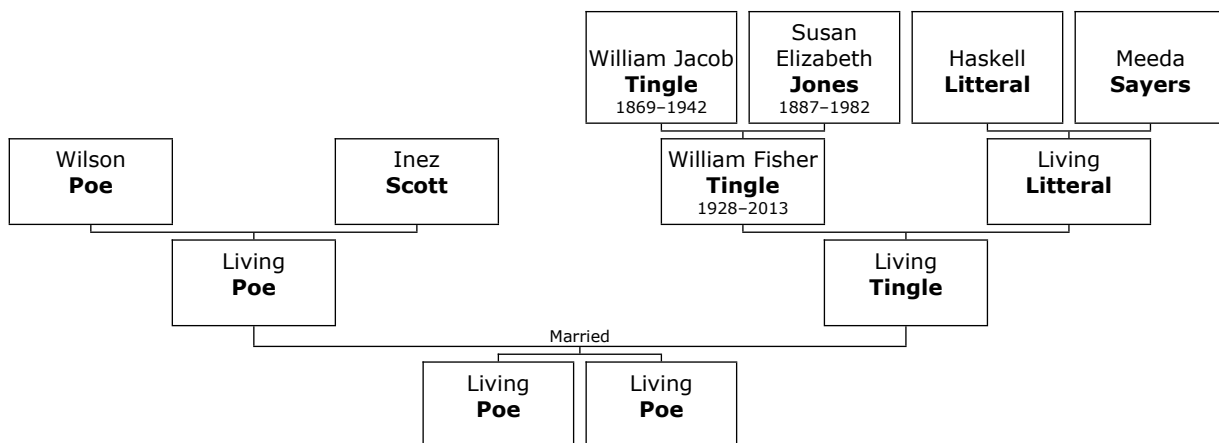 William Jacob
Tingle
1869–1942
Susan
Elizabeth
Jones
1887–1982
Haskell
Litteral
Meeda
Sayers
Wilson
Poe
Inez
Scott
William Fisher
Tingle
1928–2013
Living
Litteral
Living
Poe
Living
Tingle
Married
Living
Poe
Living
Poe